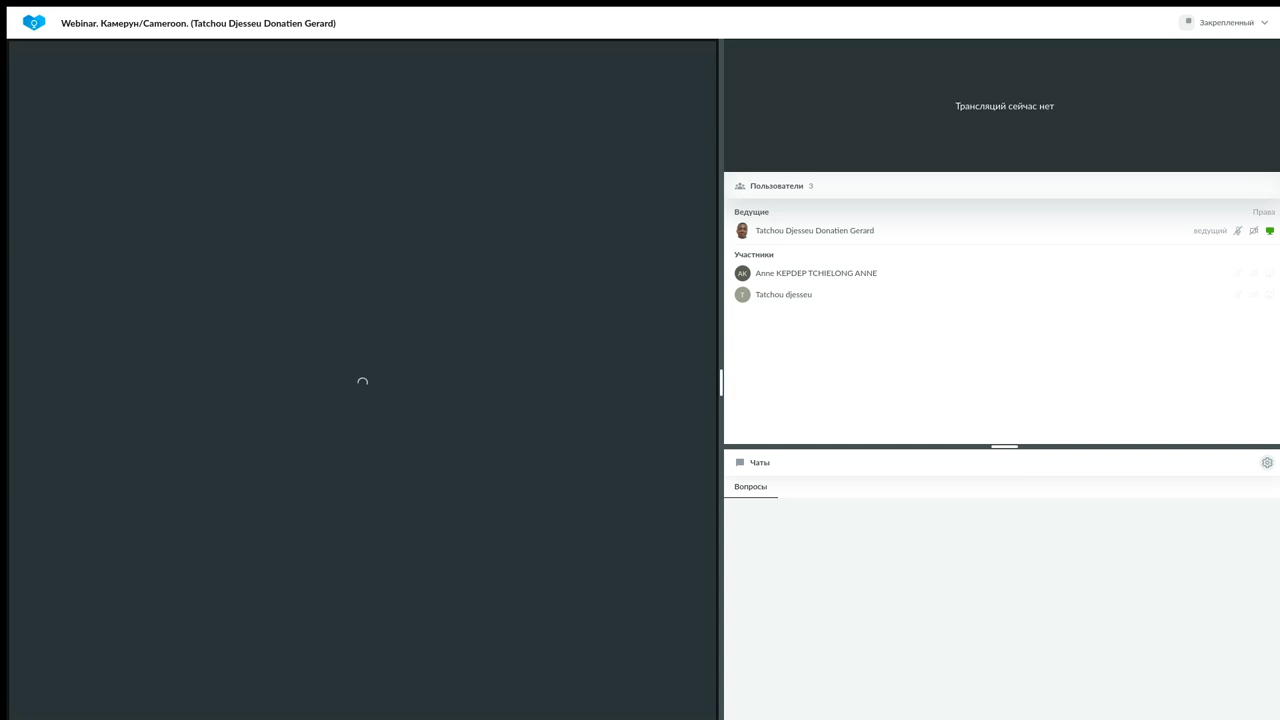 Webinar. Камерун/Cameroon. (Tatchou Djesseu Donatien Gerard)
Закрепленный
Трансляций сейчас нет
Пользователи 3
Ведущие Права
Tatchou Djesseu Donatien Gerard ведущий
Участники
AK Anne KEPDEP TCHIELONG ANNE
T Tatchou djesseu
Чаты
Вопросы